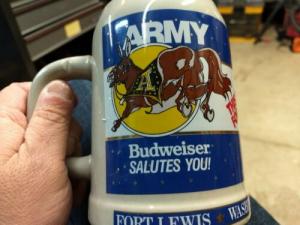 ARMY
A
Budweiser
SALUTES YOU!
FORT LEWIS ★